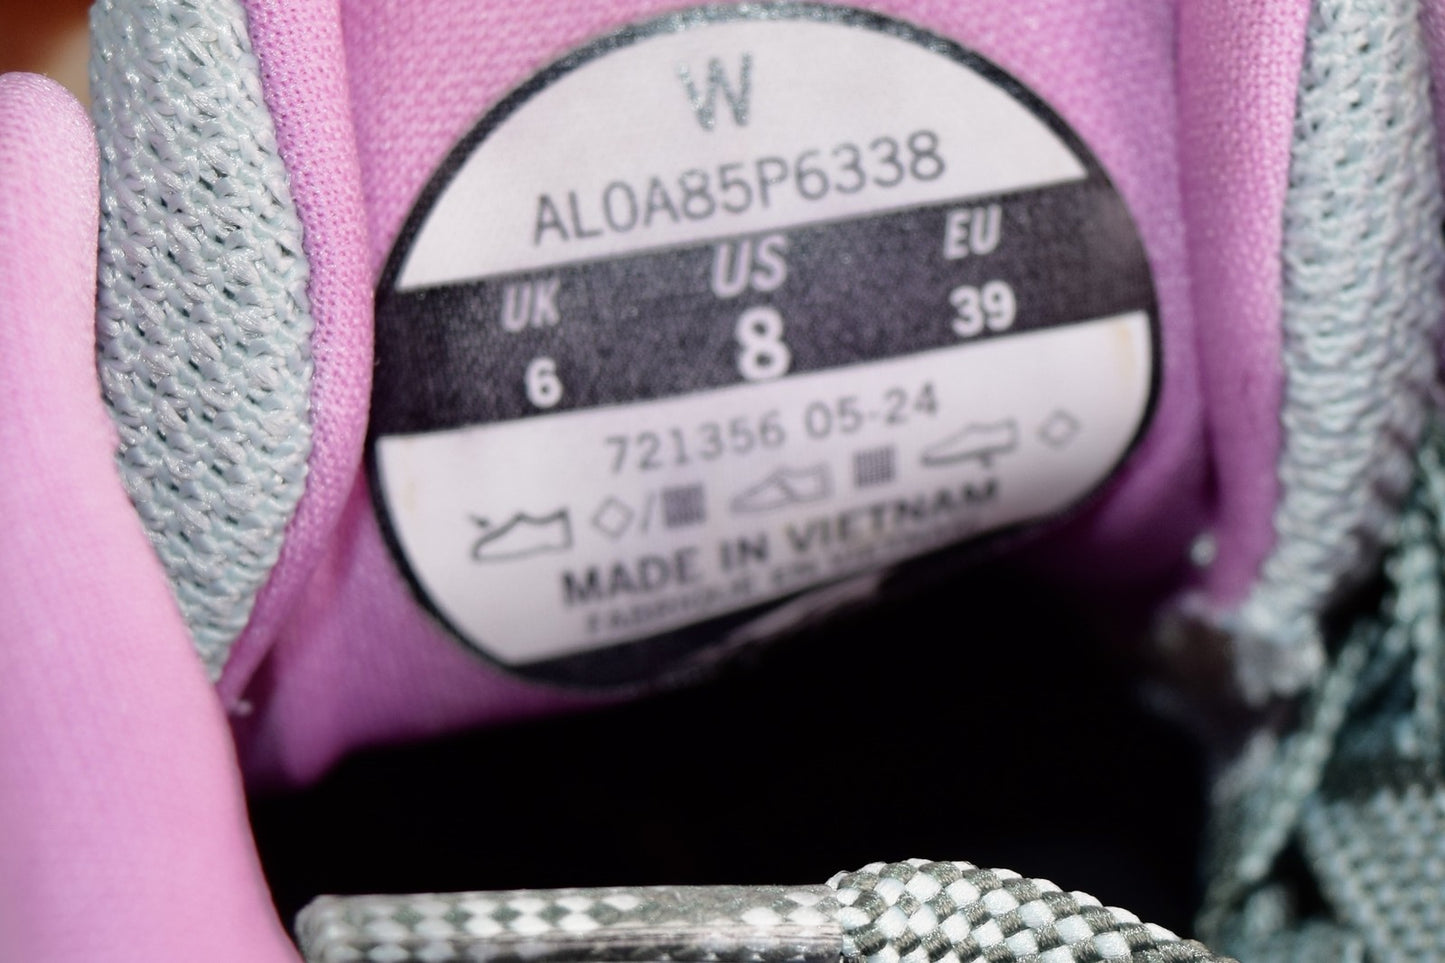 W
AL0A85P6338
UK US EU
6 8 39
721356 05-24
MADE IN VIETNAM